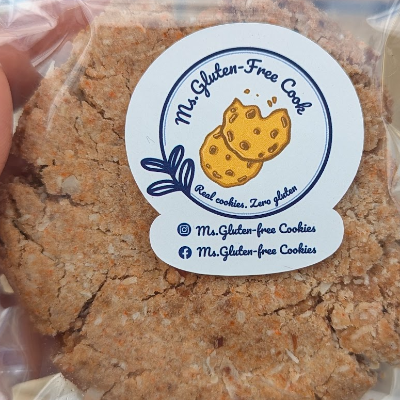 Ms.Gluten-Free Cook
Real cookies. Zero gluten
Ms.Gluten-free Cookies
Ms.Gluten-free Cookies